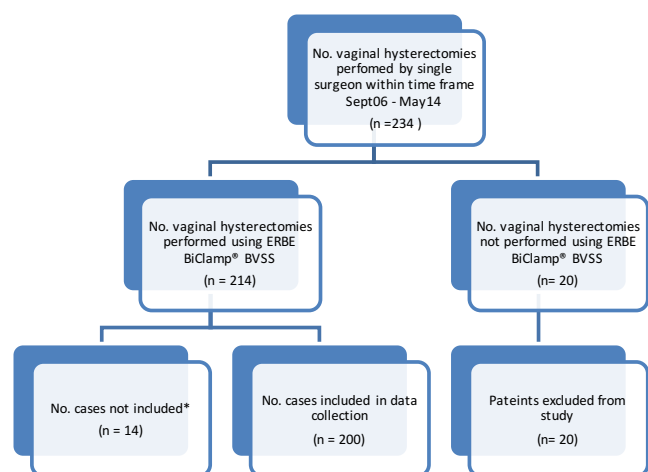 No. vaginal hysterectomies
perfomed by single
surgeon within time frame
Sept06 - May14
(n =234 )
No. vaginal hysterectomies
performed using ERBE
BiClamp® BVSS
(n = 214)
No. vaginal hysterectomies
not performed using ERBE
BiClamp® BVSS
(n= 20)
No. cases not included*
(n = 14)
No. cases included in data
collection
(n = 200)
Pateints excluded from
study
(n= 20)